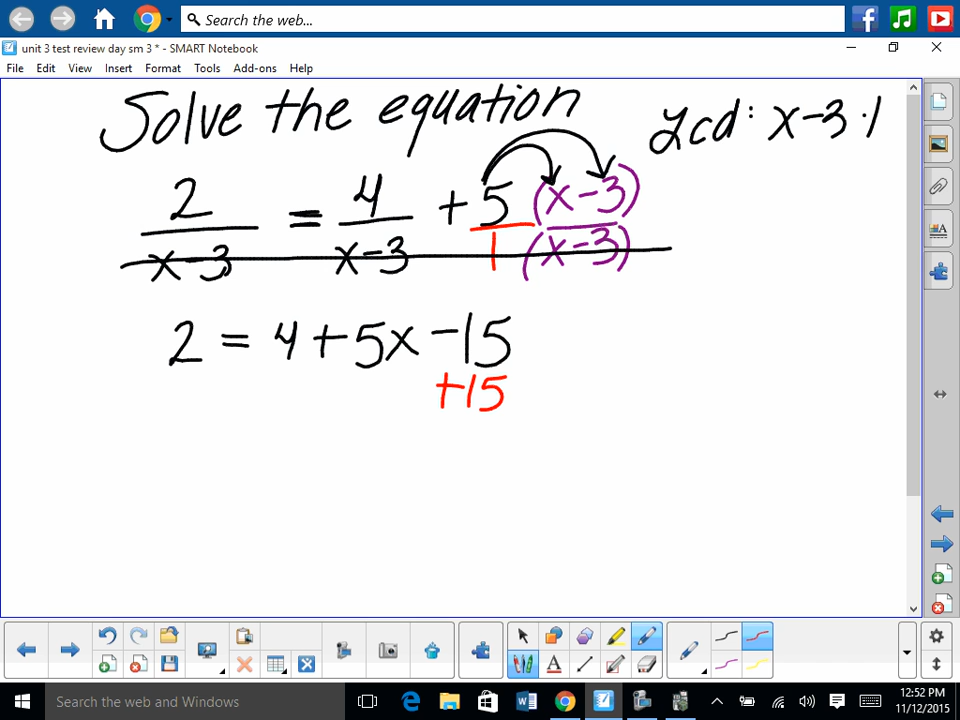 Search the web...
unit 3 test review day sm 3 * - SMART Notebook
File Edit View Insert Format Tools Add-ons Help
Solve the equation
Lcd: x-3·1
2/(x-3) = 4/(x-3) + 5/1 (x-3)/(x-3)
2 = 4 + 5x - 15
+15
Search the web and Windows
12:52 PM
11/12/2015